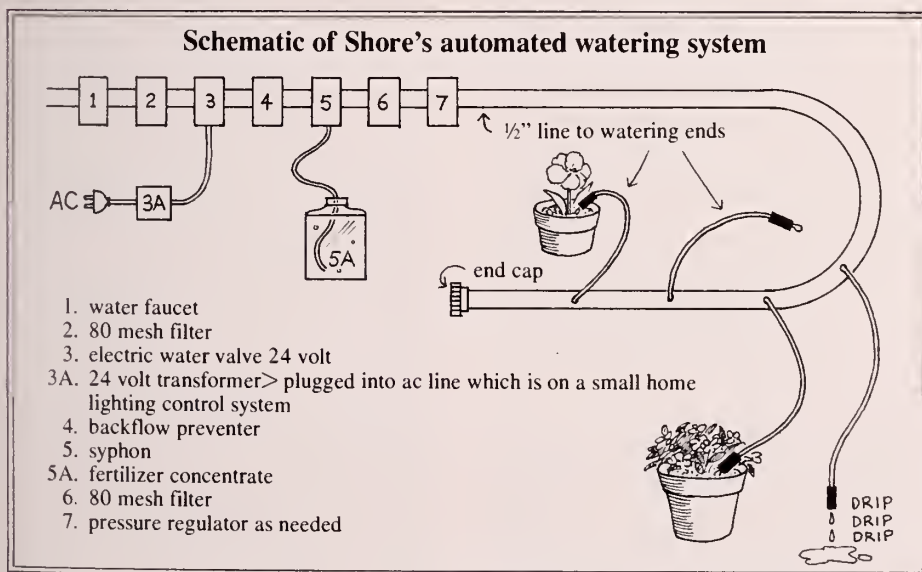 Schematic of Shore's automated watering system
1 2 3 4 5 6 7
½" line to watering ends
AC 3A
5A
end cap
1. water faucet
2. 80 mesh filter
3. electric water valve 24 volt
3A. 24 volt transformer> plugged into ac line which is on a small home
lighting control system
4. backflow preventer
5. syphon
5A. fertilizer concentrate
6. 80 mesh filter
7. pressure regulator as needed
DRIP
DRIP
DRIP